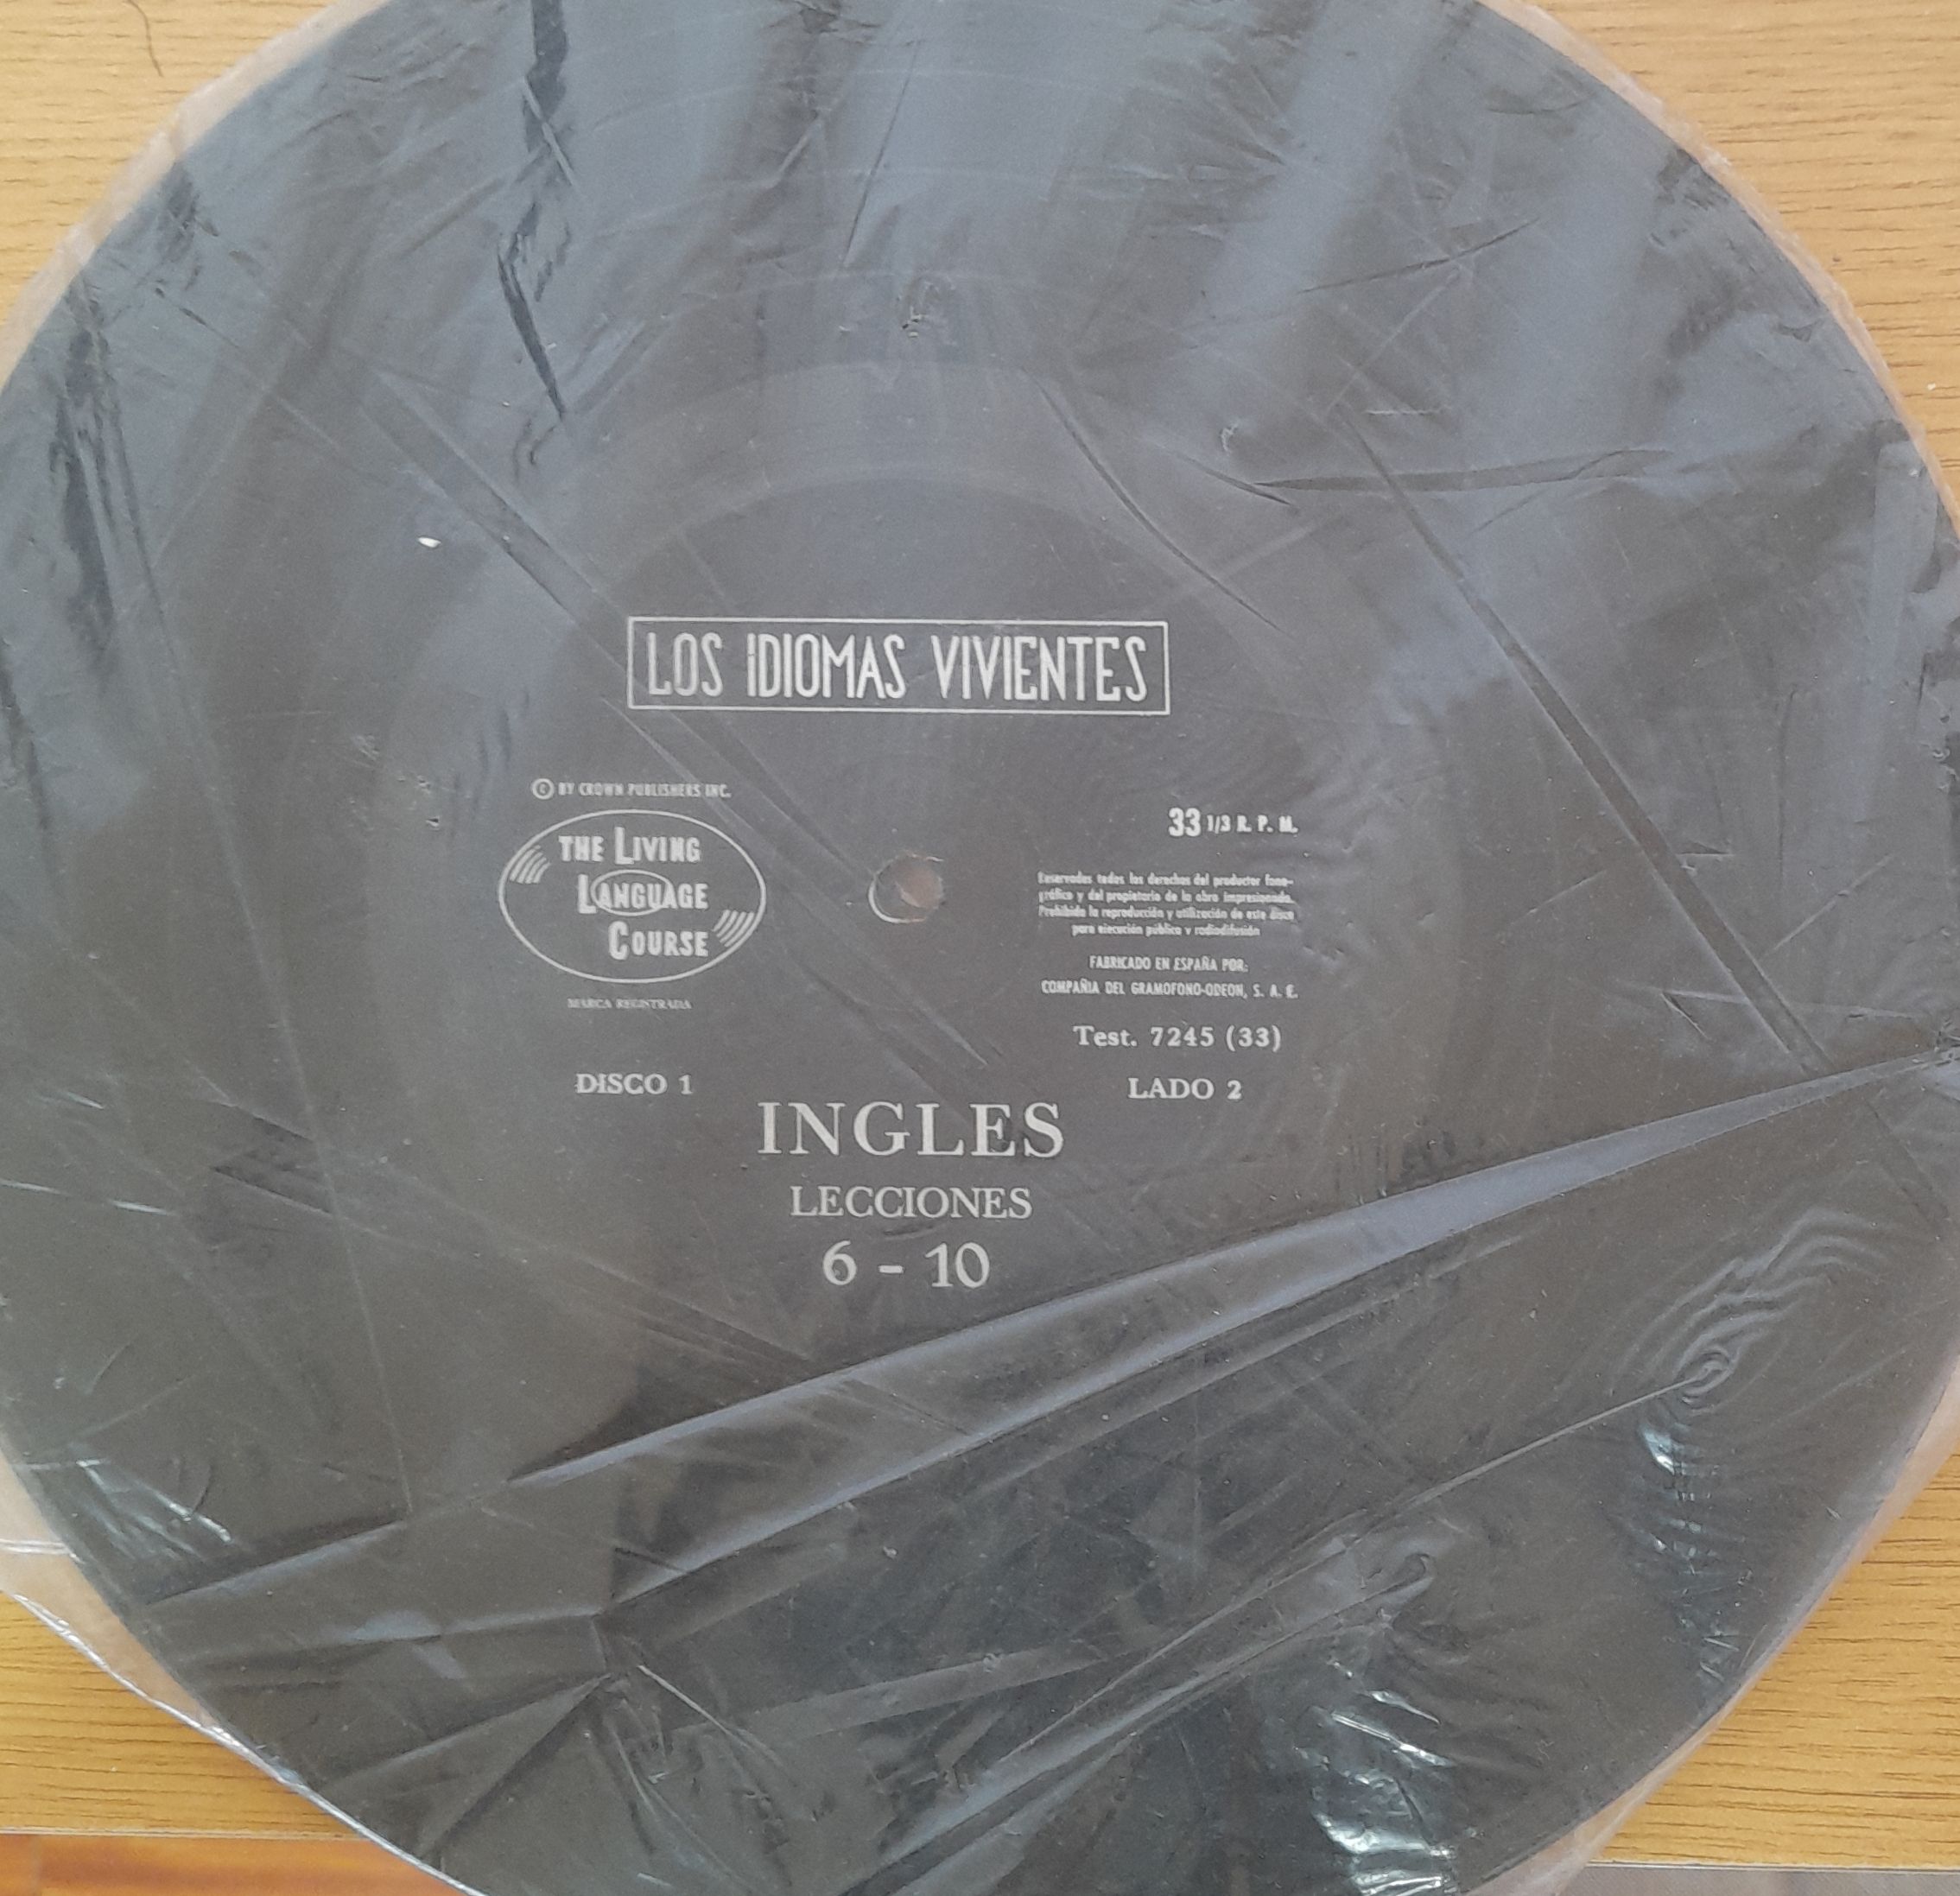 LOS IDIOMAS VIVIENTES
© BY CROWN PUBLISHERS INC.
THE LIVING
LANGUAGE
COURSE
MARCA REGISTRADA
33 1/3 R. P. M.
Reservados todos los derechos del productor fono-
gráfico y del propietario de la obra impresionada.
Prohibida la reproducción y utilización de este disco
para ejecución pública y radiodifusión
FABRICADO EN ESPAÑA POR:
COMPAÑIA DEL GRAMOFONO-ODEON, S. A. E.
Test. 7245 (33)
DISCO 1
LADO 2
INGLES
LECCIONES
6 - 10